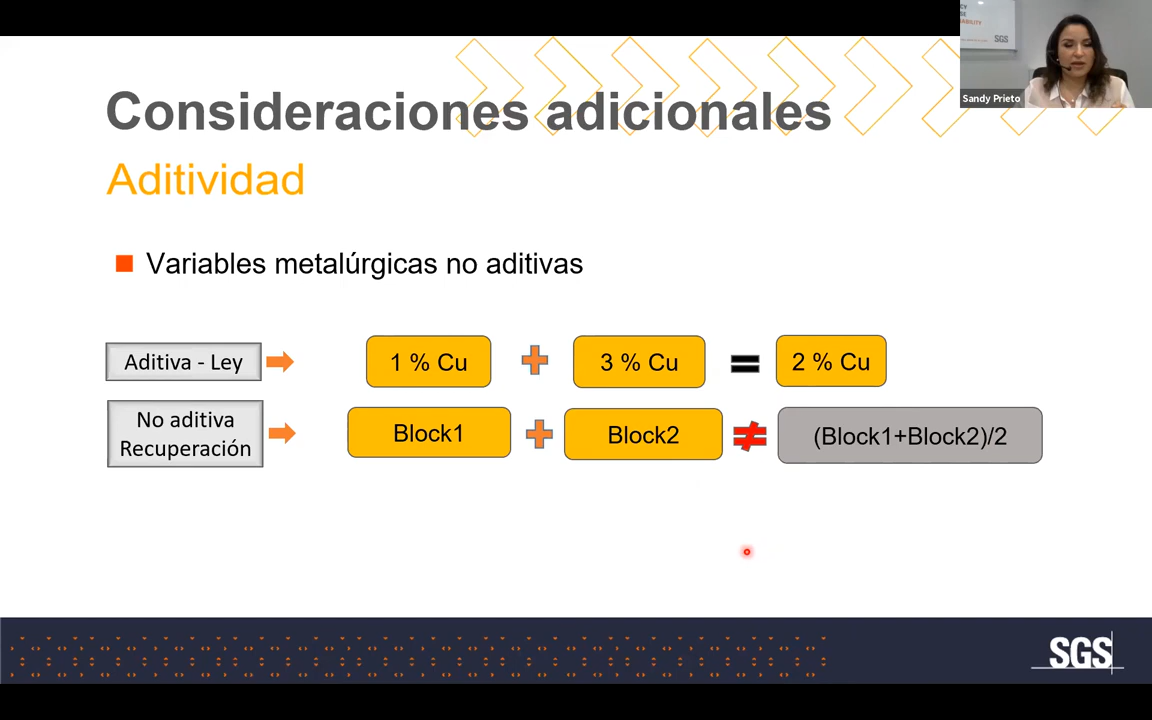 Consideraciones adicionales
Aditividad
Variables metalúrgicas no aditivas
Aditiva - Ley
1 % Cu
+
3 % Cu
=
2 % Cu
No aditiva
Recuperación
Block1
+
Block2
≠
(Block1+Block2)/2
SGS
Sandy Prieto
SGS